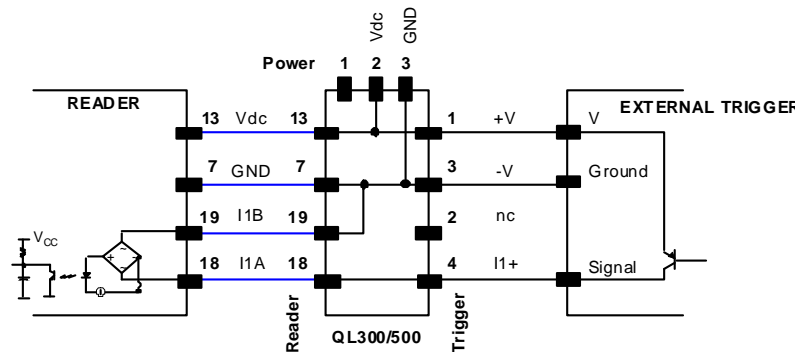 Vdc
GND
Power 1 2 3
READER
EXTERNAL TRIGGER
13 Vdc 13 1 +V V
7 GND 7 3 -V Ground
19 I1B 19 2 nc
VCC
18 I1A 18 4 I1+ Signal
Reader
Trigger
QL300/500
+ ~ ~ -